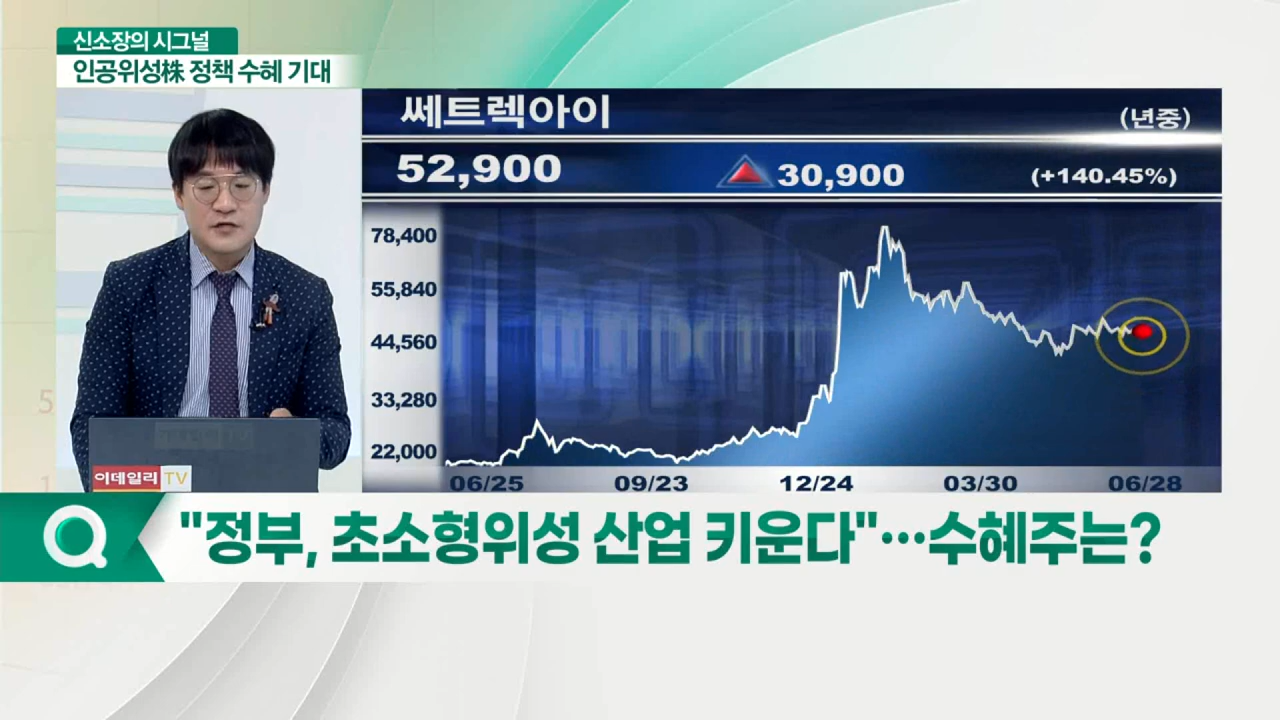 신소장의 시그널
인공위성株 정책 수혜 기대
쎄트렉아이
(년중)
52,900
30,900
(+140.45%)
78,400
55,840
44,560
33,280
22,000
06/25
09/23
12/24
03/30
06/28
이데일리 TV
"정부, 초소형위성 산업 키운다"…수혜주는?